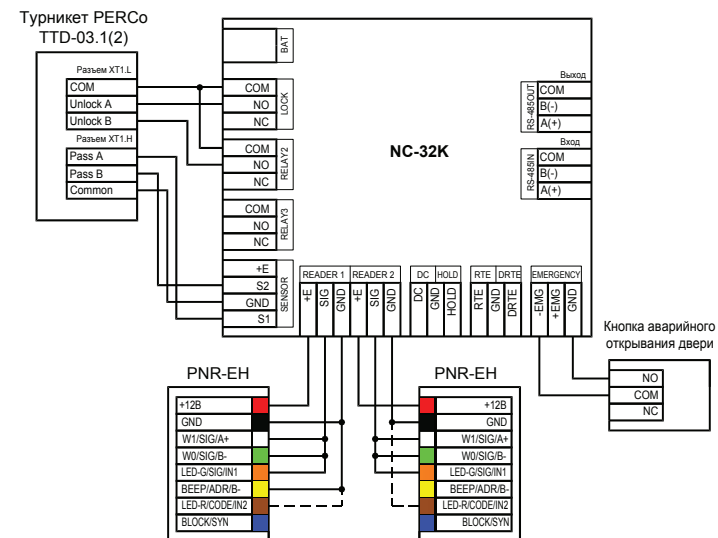 Турникет PERCo
TTD-03.1(2)
Разъем XT1.L
COM
Unlock A
Unlock B
Разъем XT1.H
Pass A
Pass B
Common
BAT
COM
NO
NC
LOCK
COM
NO
NC
RELAY2
COM
NO
NC
RELAY3
+E
S2
GND
S1
SENSOR
NC-32K
Выход
COM
B(-)
A(+)
RS-485OUT
Вход
COM
B(-)
A(+)
RS-485IN
READER 1 READER 2 DC HOLD RTE DRTE EMERGENCY
+E SIG GND +E SIG GND DC GND HOLD RTE GND DRTE -EMG +EMG GND
Кнопка аварийного
открывания двери
NO
COM
NC
PNR-EH
+12В
GND
W1/SIG/A+
W0/SIG/B-
LED-G/SIG/IN1
BEEP/ADR/B-
LED-R/CODE/IN2
BLOCK/SYN
PNR-EH
+12В
GND
W1/SIG/A+
W0/SIG/B-
LED-G/SIG/IN1
BEEP/ADR/B-
LED-R/CODE/IN2
BLOCK/SYN